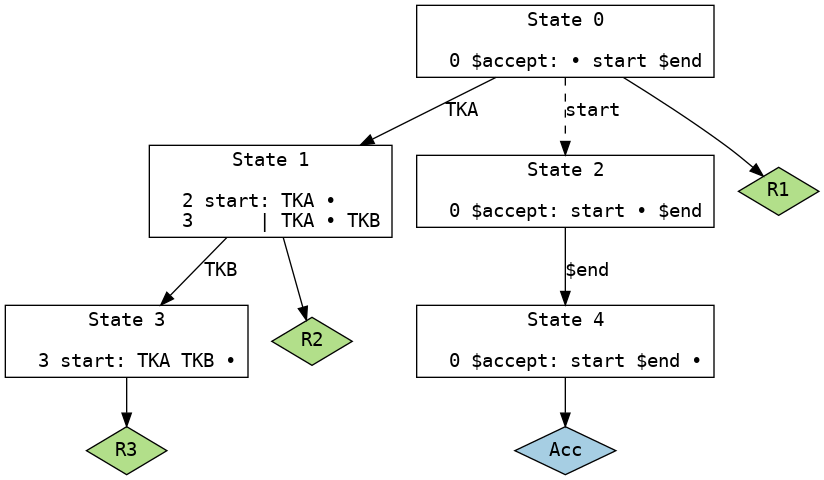 State 0
0 $accept: • start $end
TKA
start
State 1
2 start: TKA •
3 | TKA • TKB
State 2
0 $accept: start • $end
R1
TKB
$end
State 3
3 start: TKA TKB •
R2
State 4
0 $accept: start $end •
R3
Acc